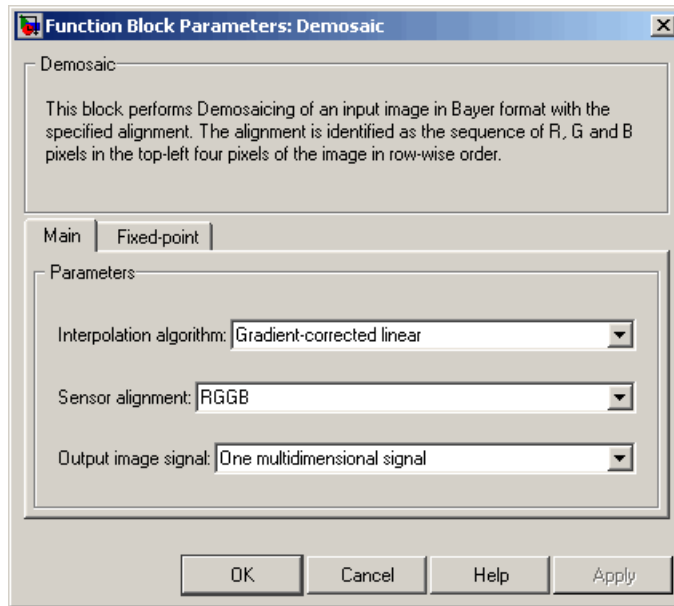 Function Block Parameters: Demosaic
Demosaic
This block performs Demosaicing of an input image in Bayer format with the
specified alignment. The alignment is identified as the sequence of R, G and B
pixels in the top-left four pixels of the image in row-wise order.
Main Fixed-point
Parameters
Interpolation algorithm: Gradient-corrected linear
Sensor alignment: RGGB
Output image signal: One multidimensional signal
OK Cancel Help Apply